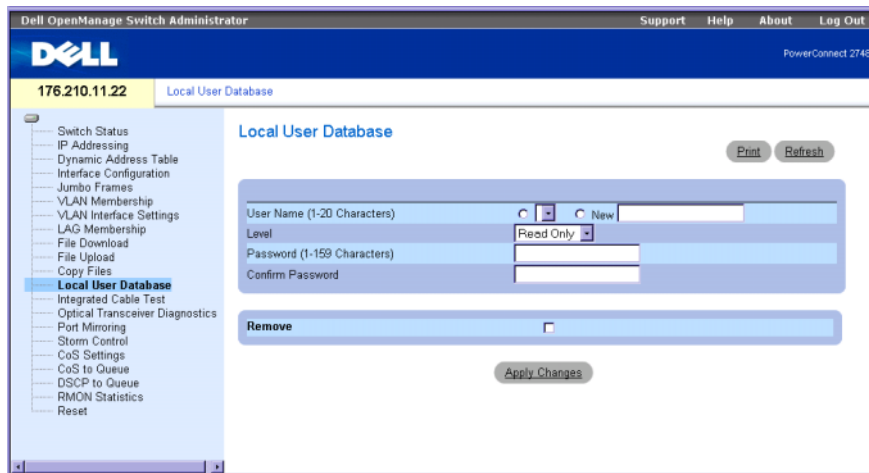 Dell OpenManage Switch Administrator
Support Help About Log Out
DELL
PowerConnect 2748
176.210.11.22
Local User Database
Switch Status
IP Addressing
Dynamic Address Table
Interface Configuration
Jumbo Frames
VLAN Membership
VLAN Interface Settings
LAG Membership
File Download
File Upload
Copy Files
Local User Database
Integrated Cable Test
Optical Transceiver Diagnostics
Port Mirroring
Storm Control
CoS Settings
CoS to Queue
DSCP to Queue
RMON Statistics
Reset
Local User Database
Print Refresh
User Name (1-20 Characters) New
Level Read Only
Password (1-159 Characters)
Confirm Password
Remove
Apply Changes